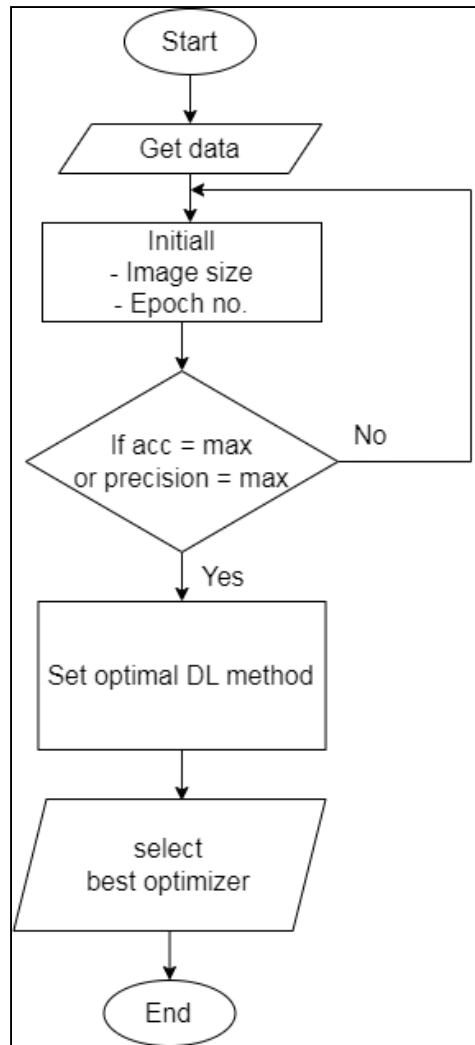 Start
Get data
Initiall
- Image size
- Epoch no.
If acc = max
or precision = max
No
Yes
Set optimal DL method
select
best optimizer
End